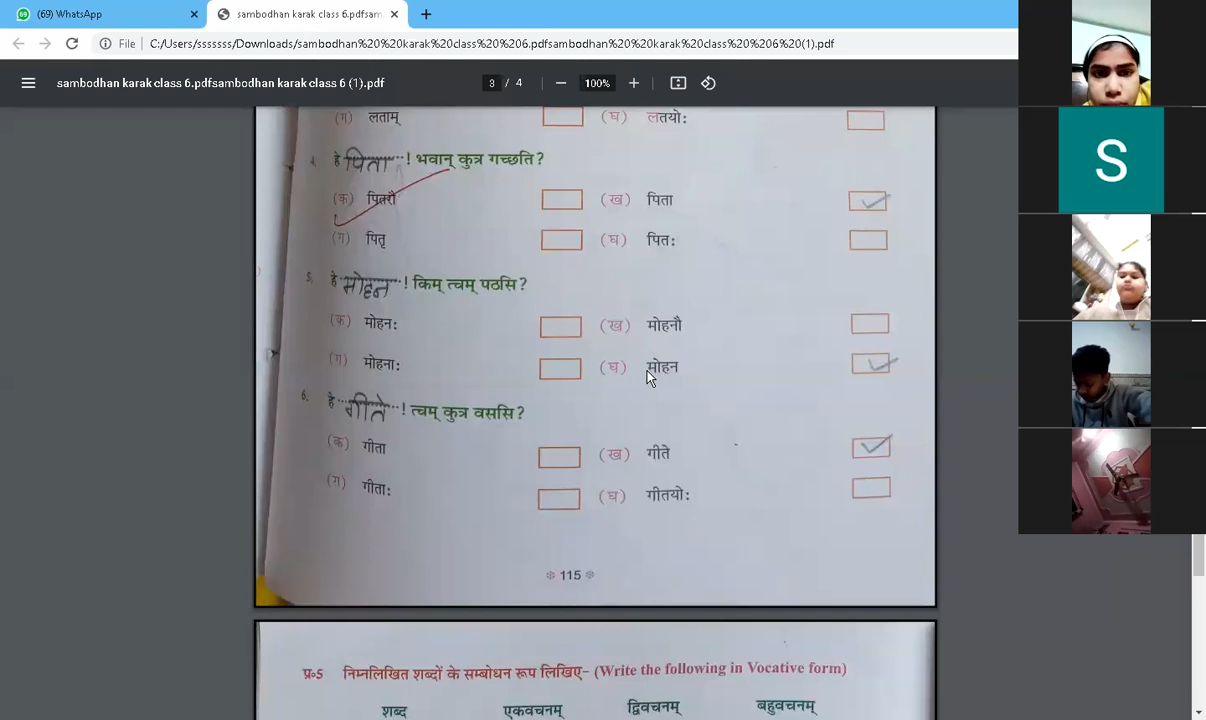 (69) WhatsApp
sambodhan karak class 6.pdfsam
File C:/Users/sssssss/Downloads/sambodhan%20%20karak%20class%20%206.pdfsambodhan%20%20karak%20class%20%206%20(1).pdf
sambodhan karak class 6.pdfsambodhan karak class 6 (1).pdf
3 / 4
100%
(ग) लताम् (घ) लतयोः
4. हे पिता ! भवान् कुत्र गच्छति?
(क) पितरौ (ख) पिता
(ग) पितृ (घ) पितः
5. हे मोहन ! किम् त्वम् पठसि?
(क) मोहनः (ख) मोहनौ
(ग) मोहनाः (घ) मोहन
6. हे गीते ! त्वम् कुत्र वससि?
(क) गीता (ख) गीते
(ग) गीताः (घ) गीतयोः
115
प्र०5 निम्नलिखित शब्दों के सम्बोधन रूप लिखिए- (Write the following in Vocative form)
शब्द एकवचनम् द्विवचनम् बहुवचनम्
S